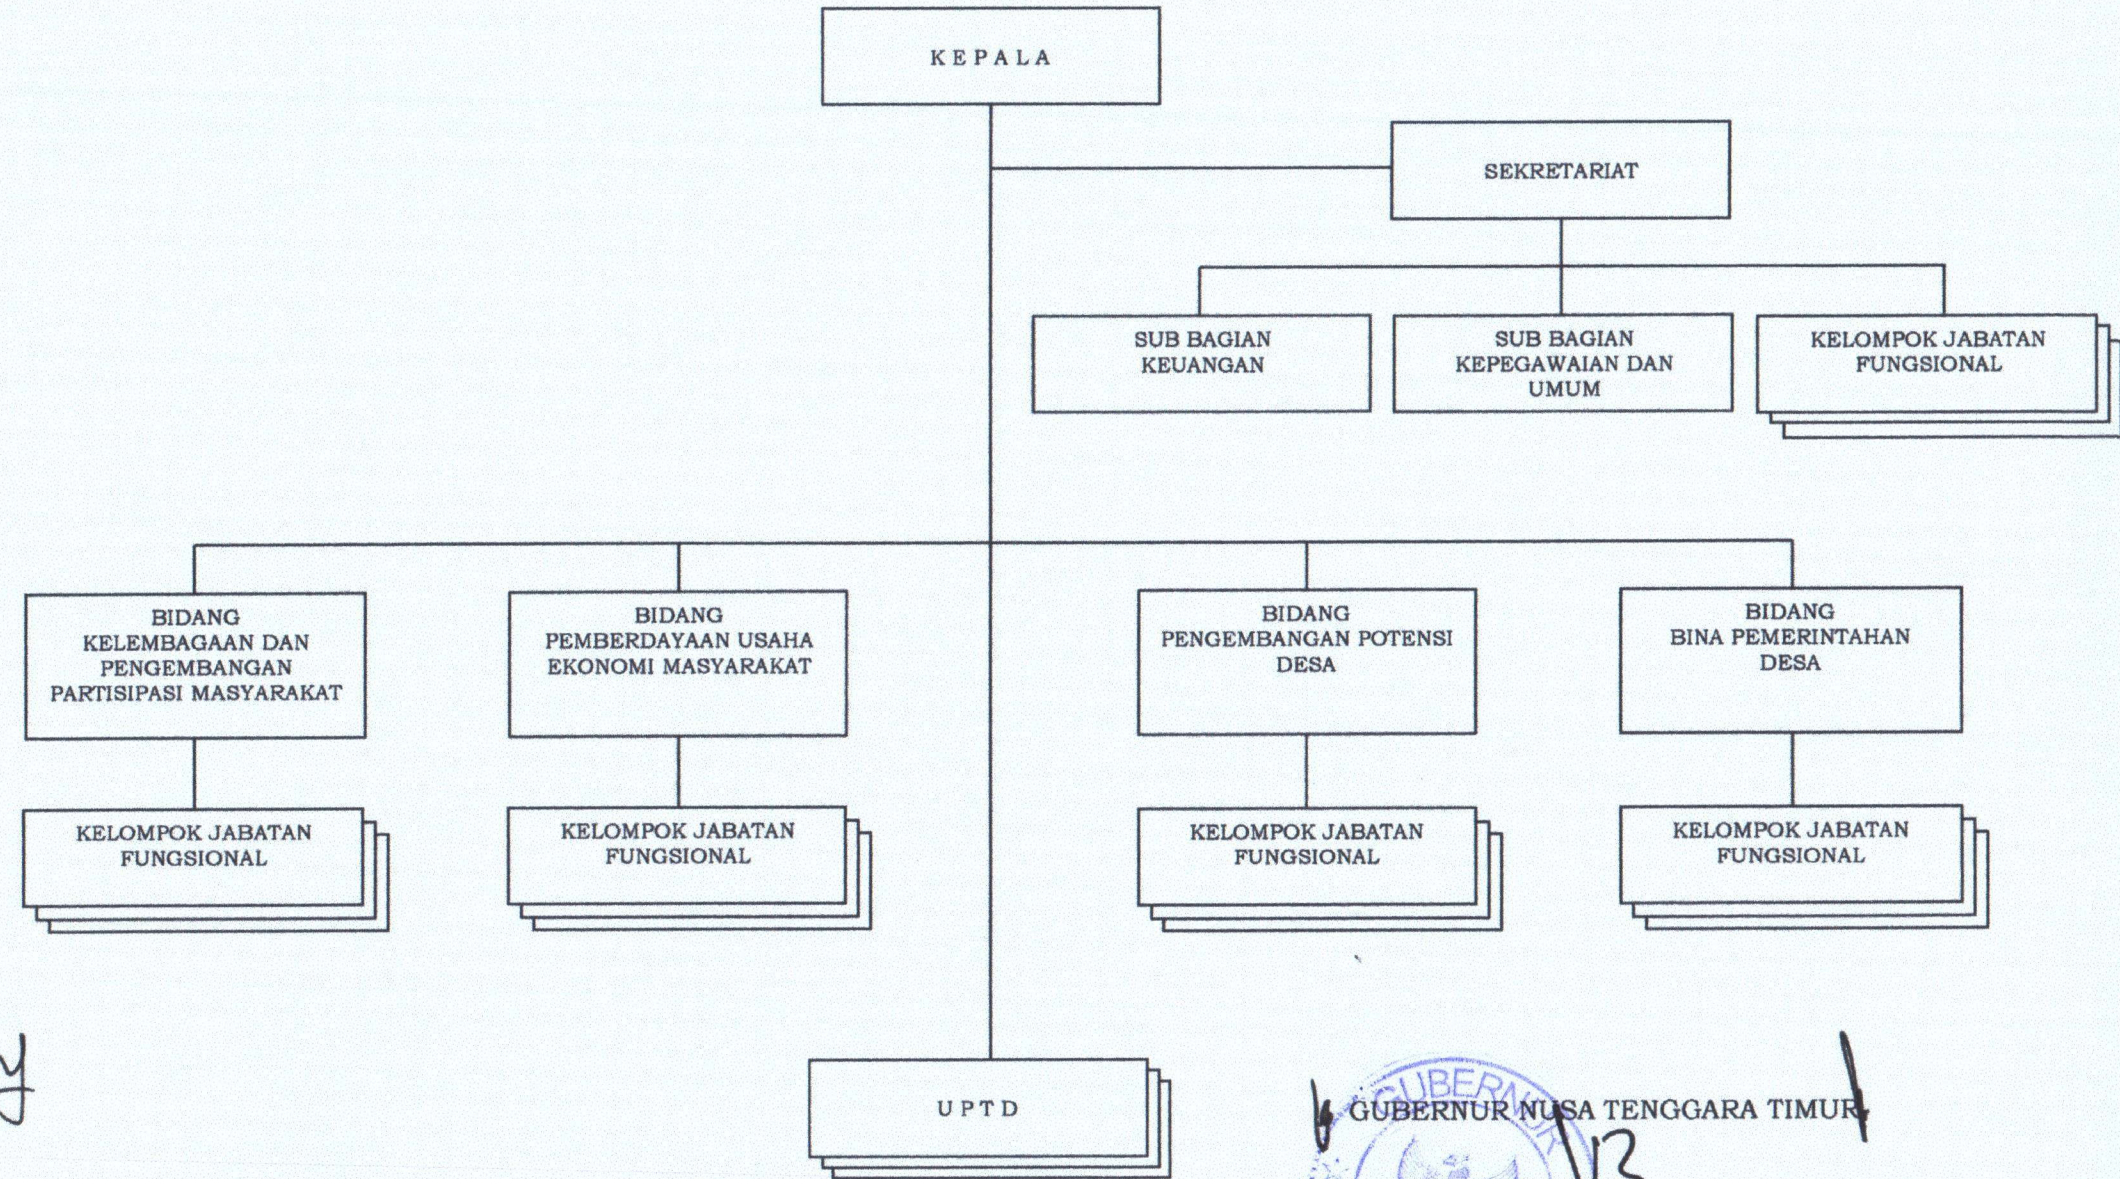 K E P A L A
SEKRETARIAT
SUB BAGIAN
KEUANGAN
SUB BAGIAN
KEPEGAWAIAN DAN
UMUM
KELOMPOK JABATAN
FUNGSIONAL
BIDANG
KELEMBAGAAN DAN
PENGEMBANGAN
PARTISIPASI MASYARAKAT
BIDANG
PEMBERDAYAAN USAHA
EKONOMI MASYARAKAT
BIDANG
PENGEMBANGAN POTENSI
DESA
BIDANG
BINA PEMERINTAHAN
DESA
KELOMPOK JABATAN
FUNGSIONAL
KELOMPOK JABATAN
FUNGSIONAL
KELOMPOK JABATAN
FUNGSIONAL
KELOMPOK JABATAN
FUNGSIONAL
U P T D
GUBERNUR
GUBERNUR NUSA TENGGARA TIMUR,